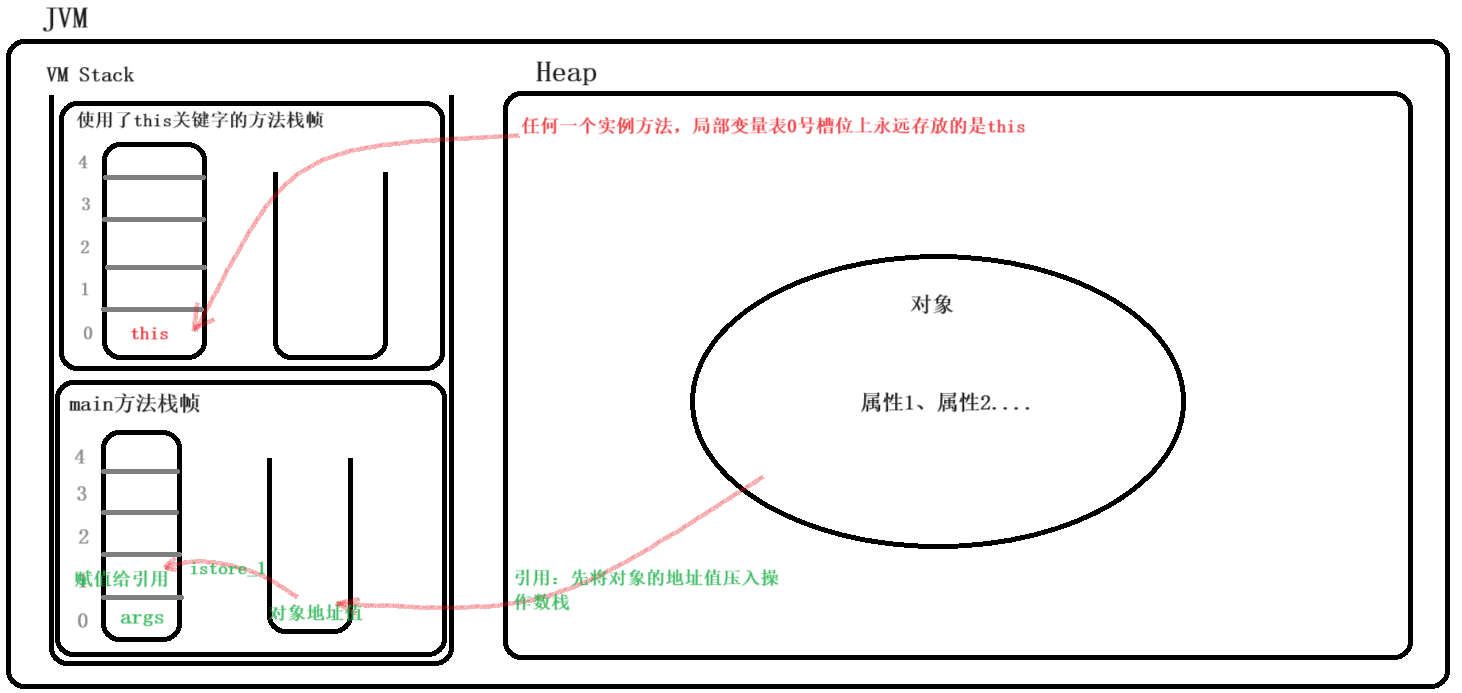 JVM
VM Stack
Heap
使用了this关键字的方法栈帧
任何一个实例方法，局部变量表0号槽位上永远存放的是this
4
3
2
1
0
this
对象
属性1、属性2....
main方法栈帧
4
3
2
赋值给引用
istore_1
0
args
对象地址值
引用：先将对象的地址值压入操
作数栈